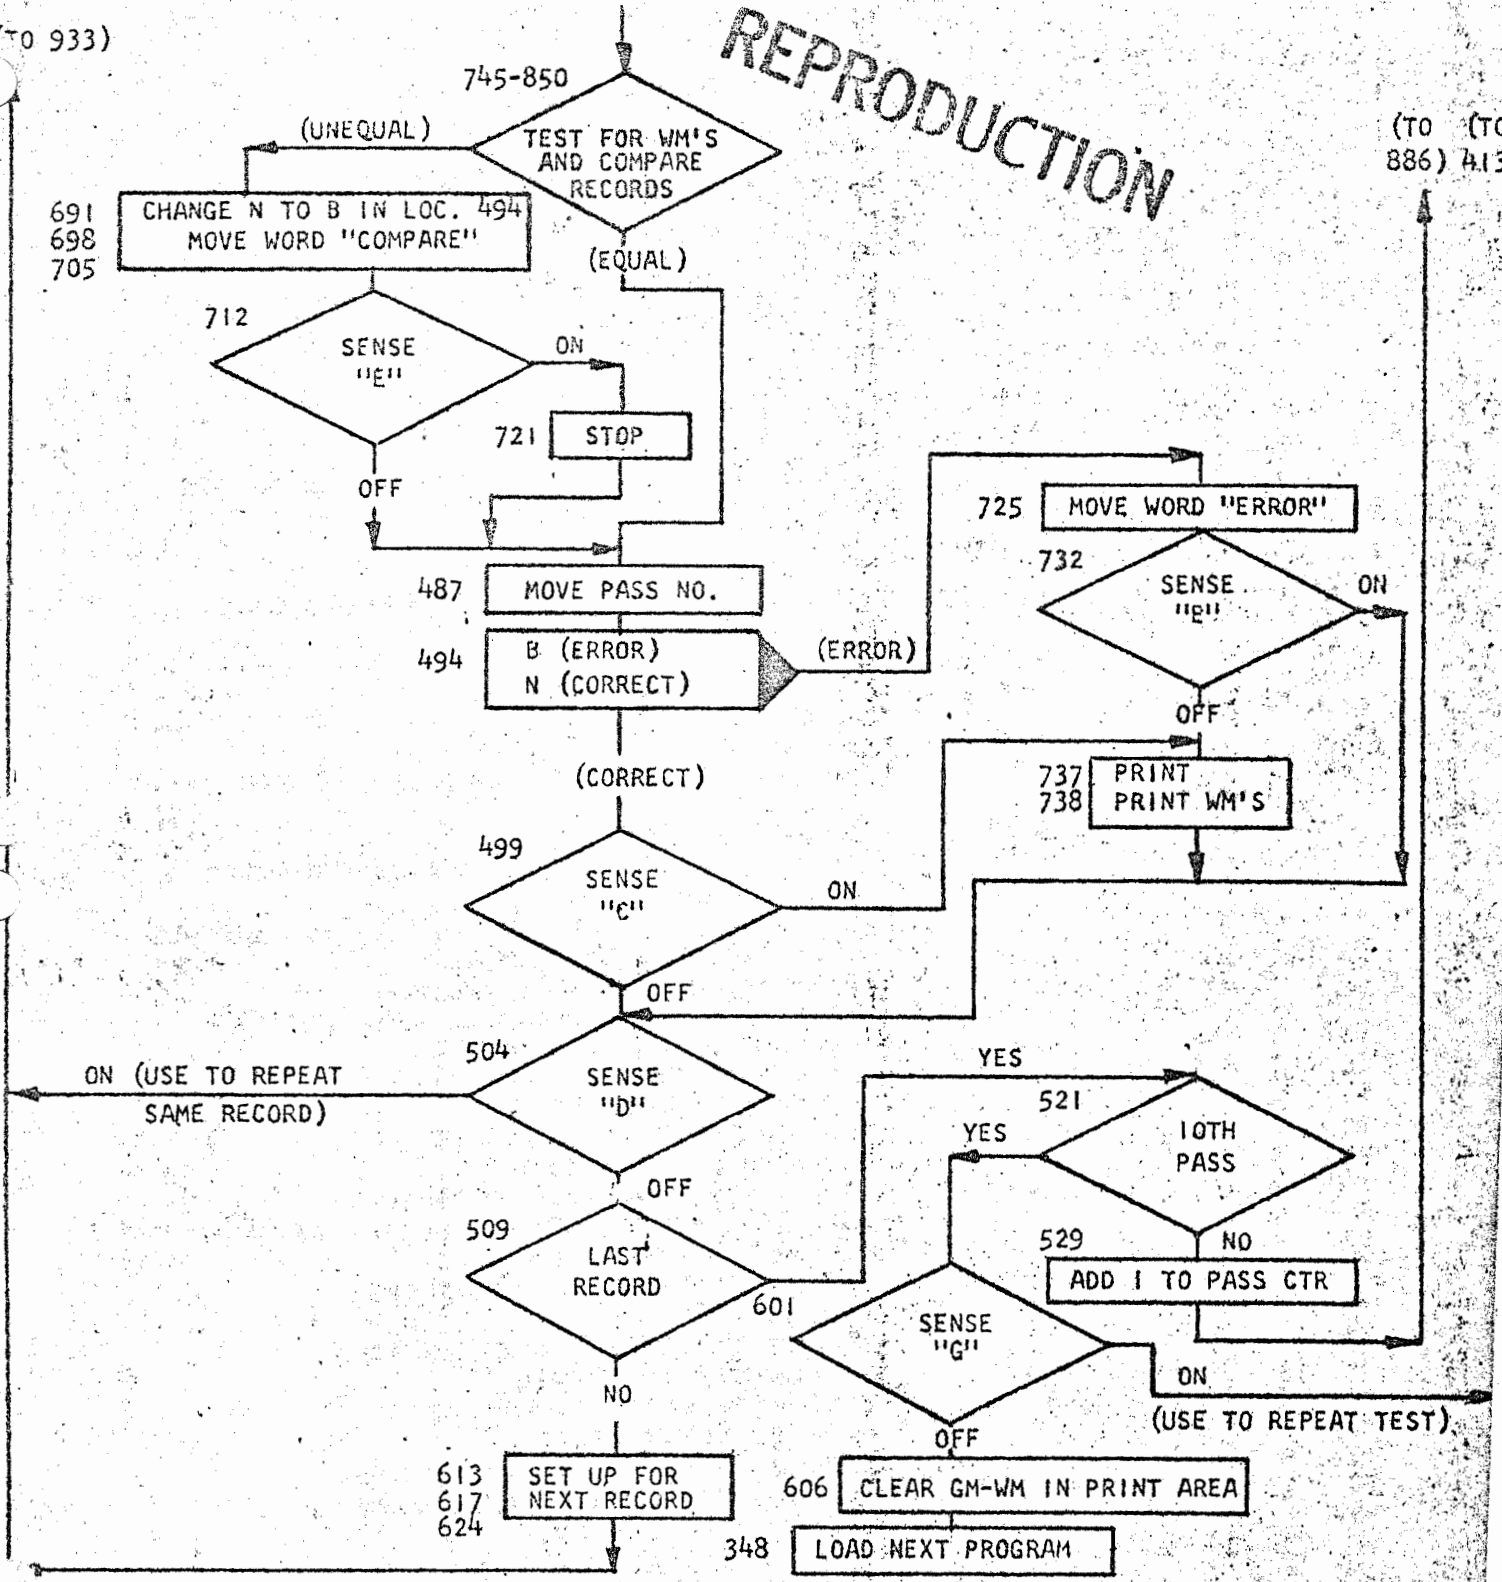 (TO 933)
REPRODUCTION
745-850
(UNEQUAL)
TEST FOR WM'S
AND COMPARE
RECORDS
(TO
886)
413
691
698
705
CHANGE N TO B IN LOC. 494
MOVE WORD "COMPARE"
(EQUAL)
712
SENSE
"E"
ON
721
STOP
OFF
725
MOVE WORD "ERROR"
732
SENSE
ON
487
MOVE PASS NO.
494
B (ERROR)
N (CORRECT)
(ERROR)
OFF
(CORRECT)
737
738
PRINT
PRINT WM'S
499
SENSE
"C"
ON
OFF
504
SENSE
"D"
ON (USE TO REPEAT
SAME RECORD)
YES
521
10TH
PASS
YES
OFF
509
LAST
RECORD
529
NO
ADD 1 TO PASS CTR
601
SENSE
"G"
ON
(USE TO REPEAT TEST)
NO
OFF
613
617
624
SET UP FOR
NEXT RECORD
606
CLEAR GM-WM IN PRINT AREA
348
LOAD NEXT PROGRAM